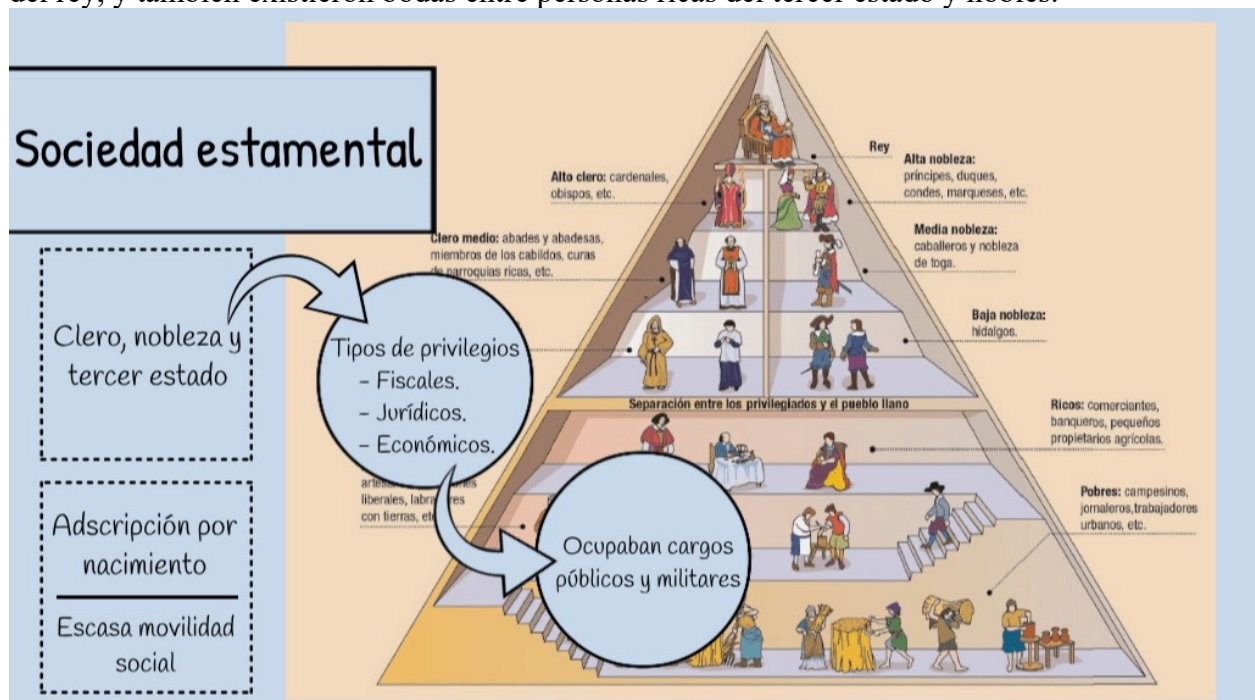 del rey, y también existieron bodas entre personas ricas del tercer estado y nobles.
Sociedad estamental
Clero, nobleza y
tercer estado
Adscripción por
nacimiento
Escasa movilidad
social
Tipos de privilegios
- Fiscales.
- Jurídicos.
- Económicos.
Ocupaban cargos
públicos y militares
Rey
Alto clero: cardenales,
obispos, etc.
Alta nobleza:
príncipes, duques,
condes, marqueses, etc.
Clero medio: abades y abadesas,
miembros de los cabildos, curas
de parroquias ricas, etc.
Media nobleza:
caballeros y nobleza
de toga.
Baja nobleza:
hidalgos.
Separación entre los privilegiados y el pueblo llano
Ricos: comerciantes,
banqueros, pequeños
propietarios agrícolas.
liberales,
con tierras,
Pobres: campesinos,
jornaleros,trabajadores
urbanos, etc.